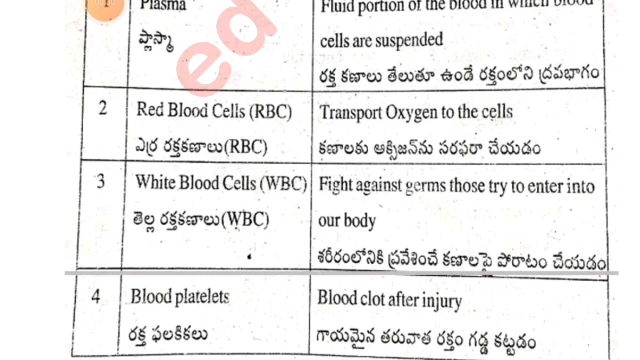 1 Plasma Fluid portion of the blood in which blood
ప్లాస్మా cells are suspended
రక్త కణాలు తేలుతూ ఉండే రక్తంలోని ద్రవభాగం
2 Red Blood Cells (RBC) Transport Oxygen to the cells
ఎర్ర రక్తకణాలు(RBC) కణాలకు ఆక్సిజన్‌ను సరఫరా చేయడం
3 White Blood Cells (WBC) Fight against germs those try to enter into
తెల్ల రక్తకణాలు(WBC) our body
శరీరంలోనికి ప్రవేశించే కణాలపై పోరాటం చేయడం
4 Blood platelets Blood clot after injury
రక్త ఫలకికలు గాయమైన తరువాత రక్తం గడ్డ కట్టడం
ed